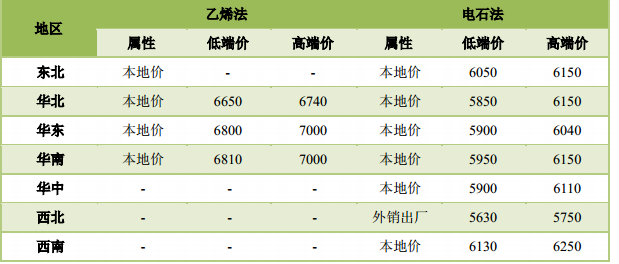 地区 乙烯法 电石法
属性 低端价 高端价 属性 低端价 高端价
东北 本地价 - - 本地价 6050 6150
华北 本地价 6650 6740 本地价 5850 6150
华东 本地价 6800 7000 本地价 5900 6040
华南 本地价 6810 7000 本地价 5950 6150
华中 - - - 本地价 5900 6110
西北 - - - 外销出厂 5630 5750
西南 - - - 本地价 6130 6250